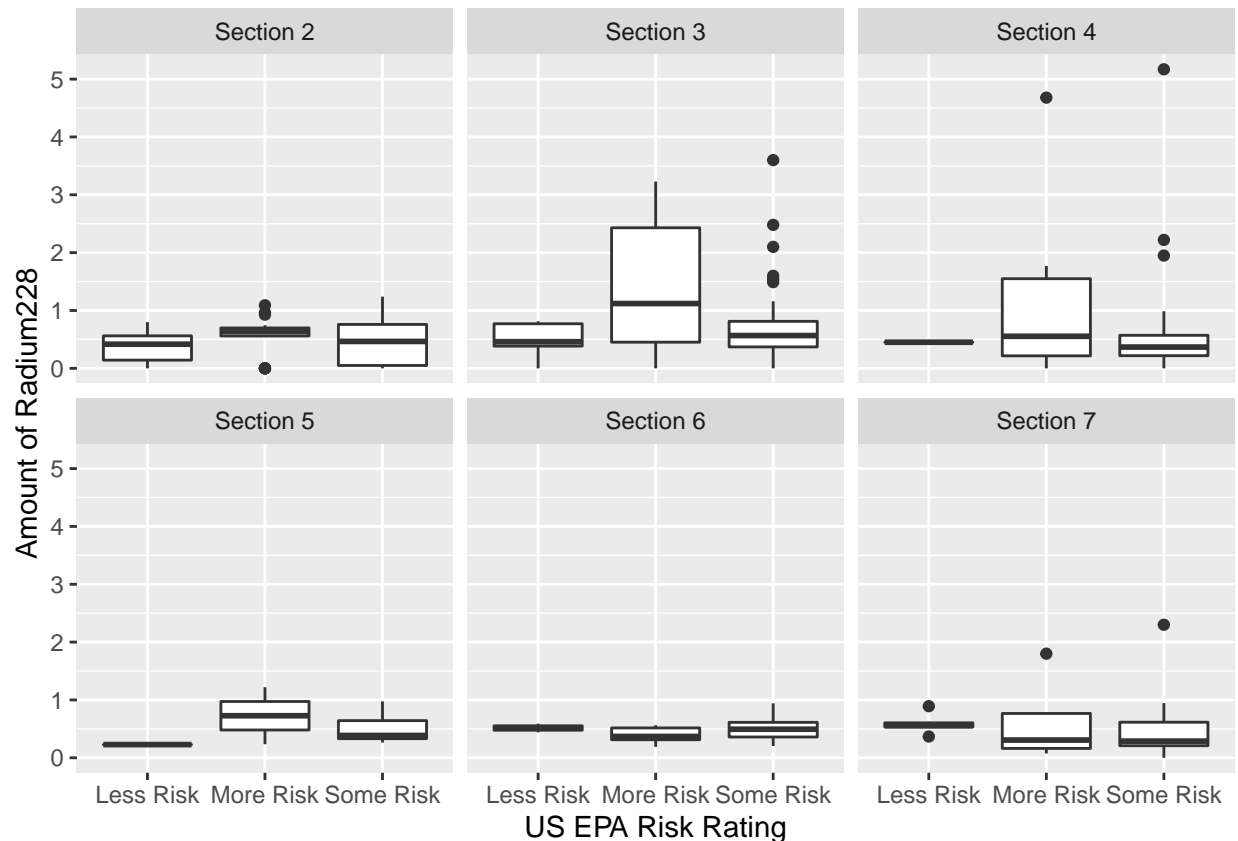 Section 2 Section 3 Section 4
5
4
3
2
1
0
Section 5 Section 6 Section 7
5
4
3
2
1
0
Less Risk More Risk Some Risk Less Risk More Risk Some Risk Less Risk More Risk Some Risk
US EPA Risk Rating
Amount of Radium228